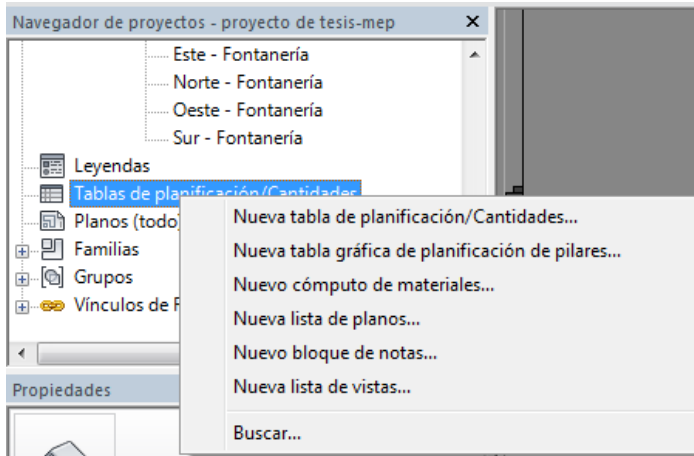 Navegador de proyectos - proyecto de tesis-mep
Este - Fontanería
Norte - Fontanería
Oeste - Fontanería
Sur - Fontanería
Leyendas
Tablas de planificación/Cantidades
Planos (todo)
Familias
Grupos
Vínculos de
Nueva tabla de planificación/Cantidades...
Nueva tabla gráfica de planificación de pilares...
Nuevo cómputo de materiales...
Nueva lista de planos...
Nuevo bloque de notas...
Nueva lista de vistas...
Buscar...
Propiedades